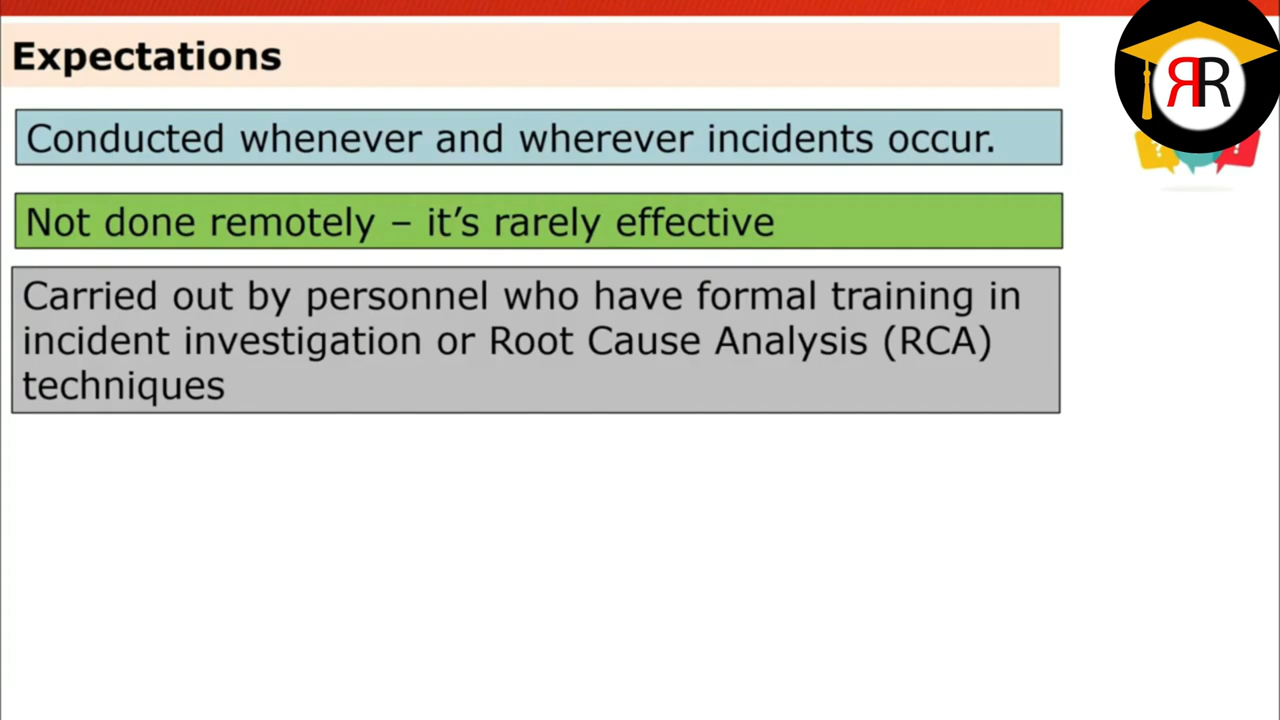 Expectations
Conducted whenever and wherever incidents occur.
Not done remotely – it’s rarely effective
Carried out by personnel who have formal training in
incident investigation or Root Cause Analysis (RCA)
techniques
RR
? ?